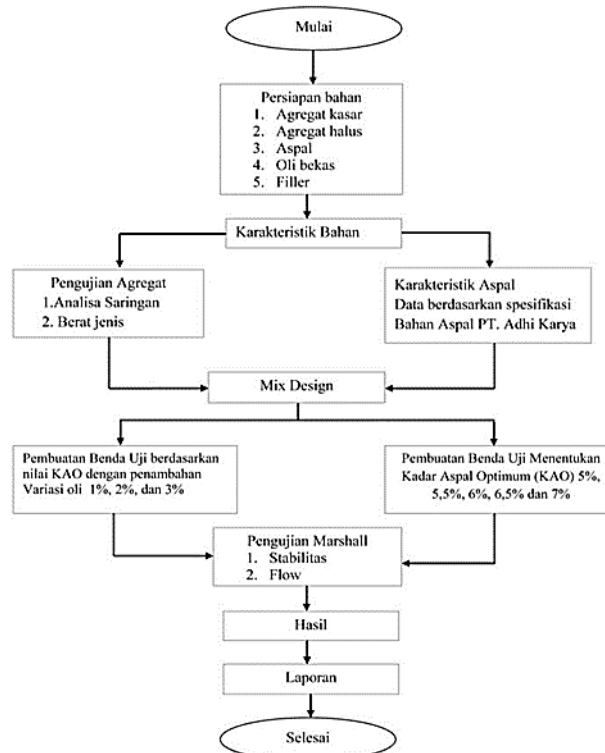 Mulai
Persiapan bahan
1. Agregat kasar
2. Agregat halus
3. Aspal
4. Oli bekas
5. Filler
Karakteristik Bahan
Pengujian Agregat
1.Analisa Saringan
2. Berat jenis
Karakteristik Aspal
Data berdasarkan spesifikasi
Bahan Aspal PT. Adhi Karya
Mix Design
Pembuatan Benda Uji berdasarkan
nilai KAO dengan penambahan
Variasi oli 1%, 2%, dan 3%
Pembuatan Benda Uji Menentukan
Kadar Aspal Optimum (KAO) 5%,
5,5%, 6%, 6,5% dan 7%
Pengujian Marshall
1. Stabilitas
2. Flow
Hasil
Laporan
Selesai